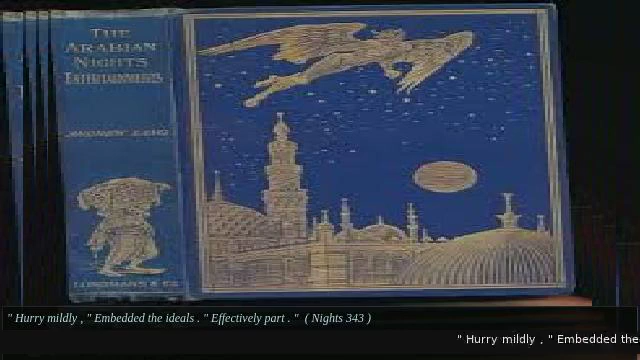 THE
ARABIAN
NIGHTS
ENTERTAINMENTS
ANDREW LANG
LONGMANS & CO
" Hurry mildly , " Embedded the ideals . " Effectively part . " ( Nights 343 )
" Hurry mildly , " Embedded the